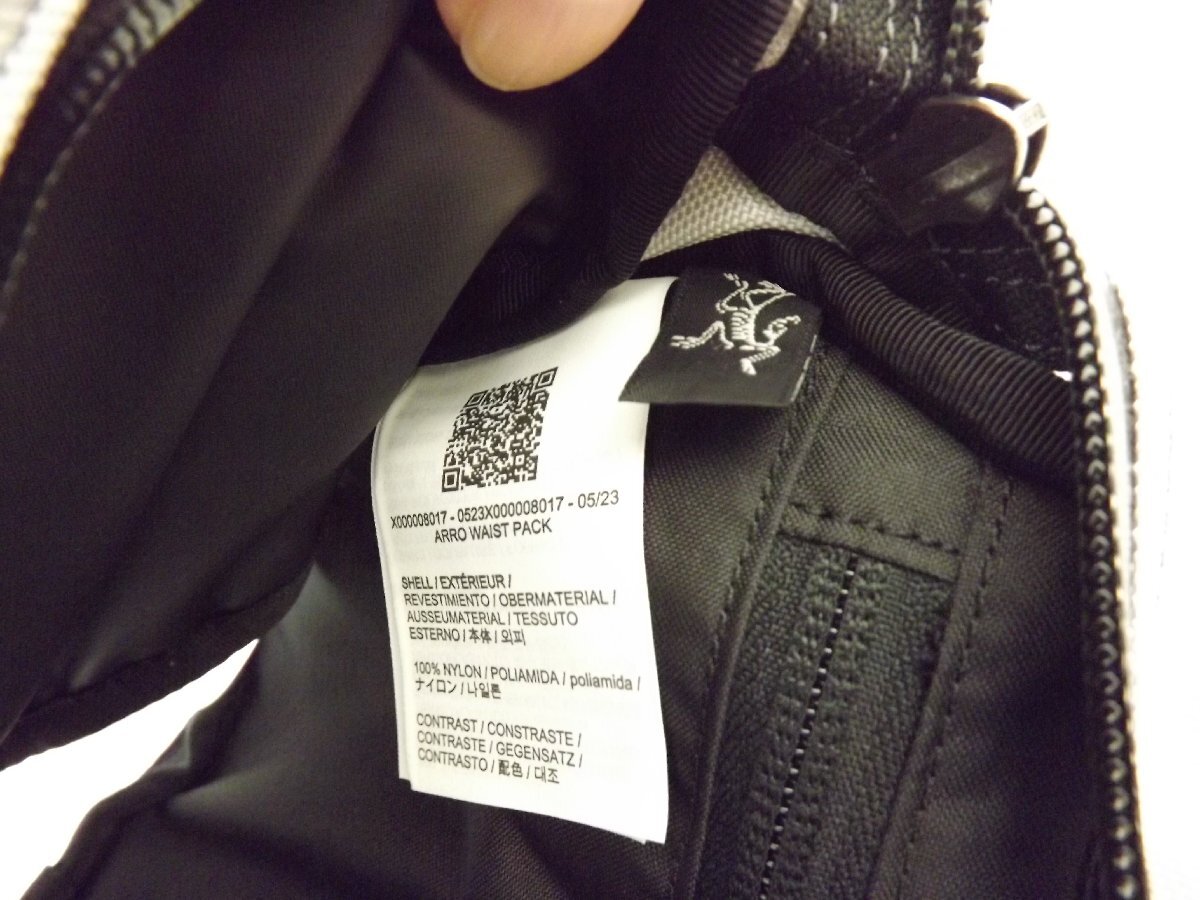 X000008017 - 0523X000008017 - 05/23
ARRO WAIST PACK
SHELL / EXTÉRIEUR /
REVESTIMIENTO / OBERMATERIAL /
AUSSEUMATERIAL / TESSUTO
ESTERNO / 本体 / 외피
100% NYLON / POLIAMIDA / poliamida /
ナイロン / 나일론
CONTRAST / CONSTRASTE /
CONTRASTE / GEGENSATZ /
CONTRASTO / 配色 / 대조